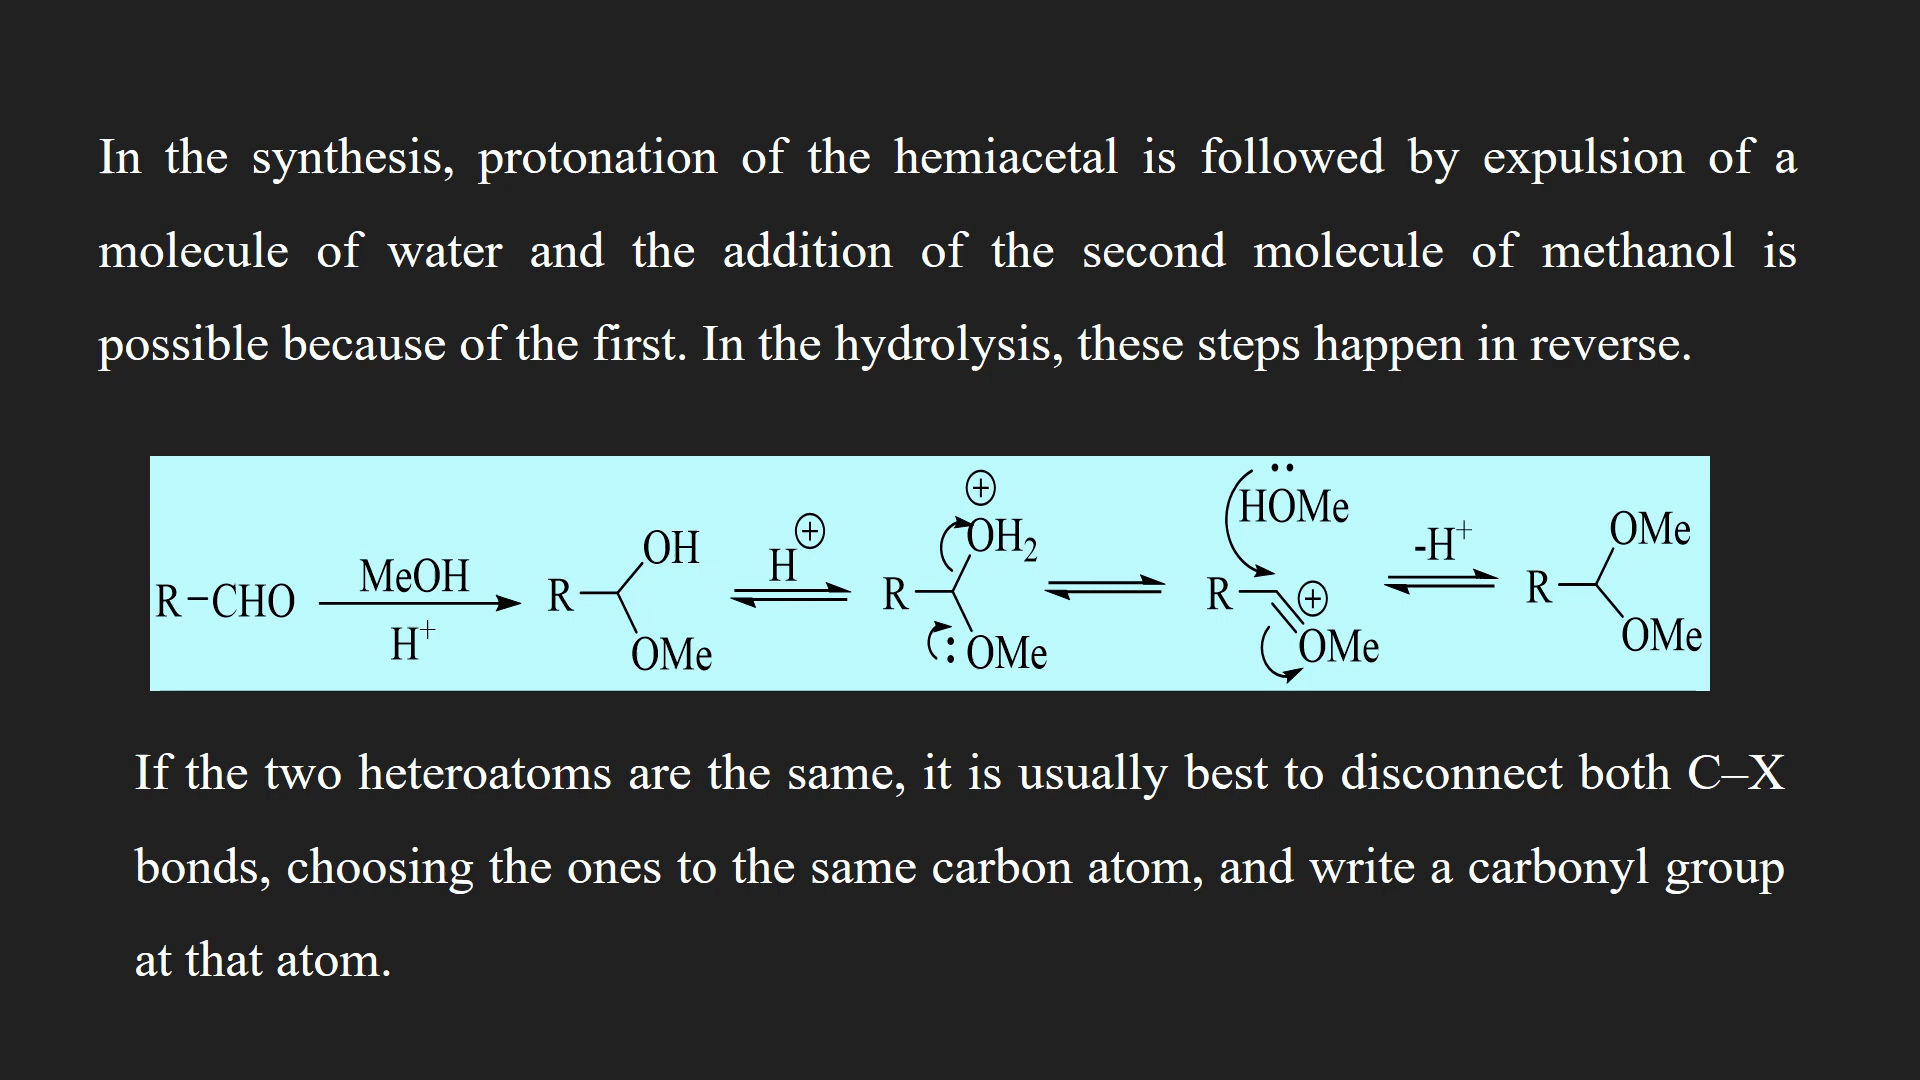 In the synthesis, protonation of the hemiacetal is followed by expulsion of a
molecule of water and the addition of the second molecule of methanol is
possible because of the first. In the hydrolysis, these steps happen in reverse.
R–CHO
MeOH
H+
R
OH
OMe
H
+
R
+
OH2
:OMe
HOMe
R
+
OMe
-H+
R
OMe
OMe
If the two heteroatoms are the same, it is usually best to disconnect both C–X
bonds, choosing the ones to the same carbon atom, and write a carbonyl group
at that atom.